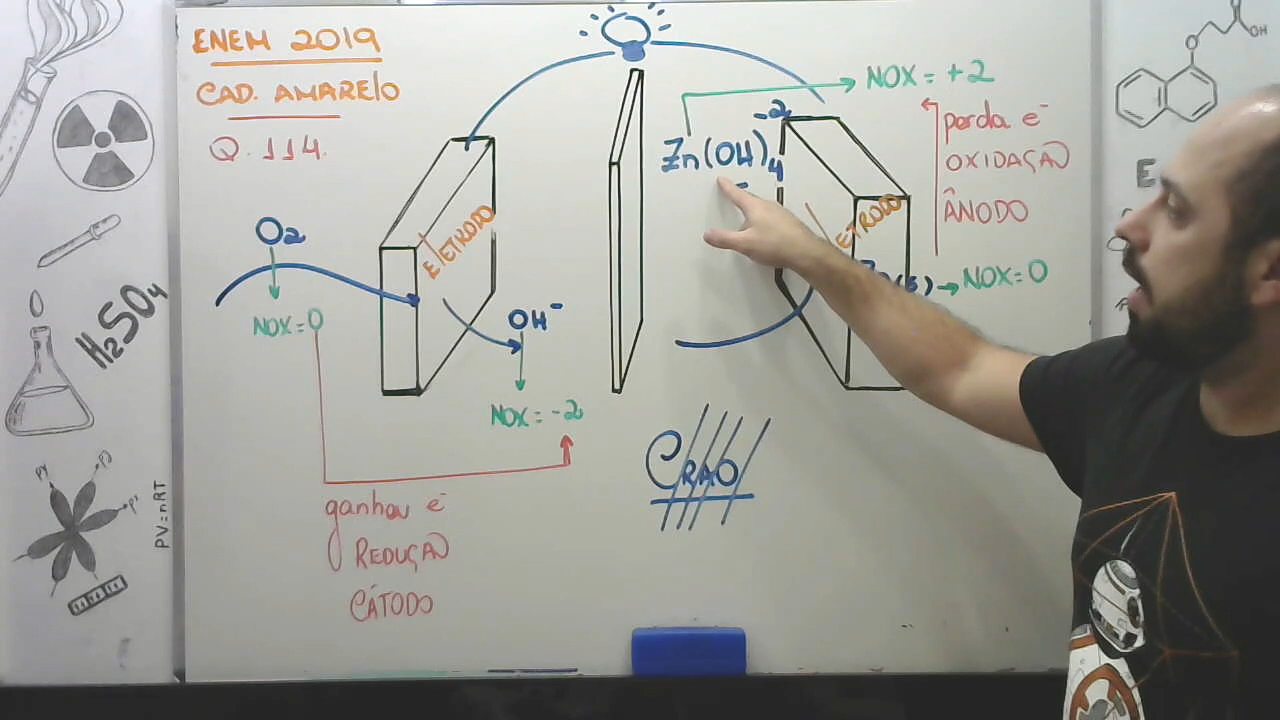 ENEM 2019
CAD. AMARElO
Q. 114.
O2
NOX=0
ElETRODO
OH-
NOX=-2
ganhou e-
REDUÇÃO
CÁTODO
Zn(OH)4 -2
NOX=+2
perda e-
OXIDAÇÃO
ÂNODO
NOX=0
CRAO
H2SO4
PV=nRT
OH
O